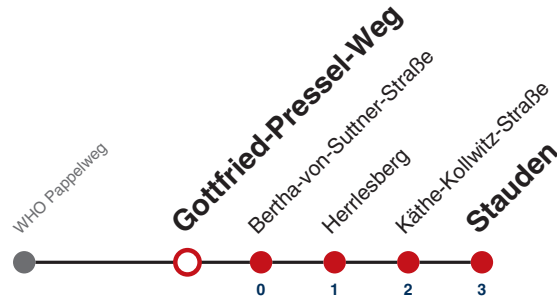 WHO Pappelweg
Gottfried-Pressel-Weg
Bertha-von-Suttner-Straße
Herrlesberg
Käthe-Kollwitz-Straße
Stauden
0 1 2 3